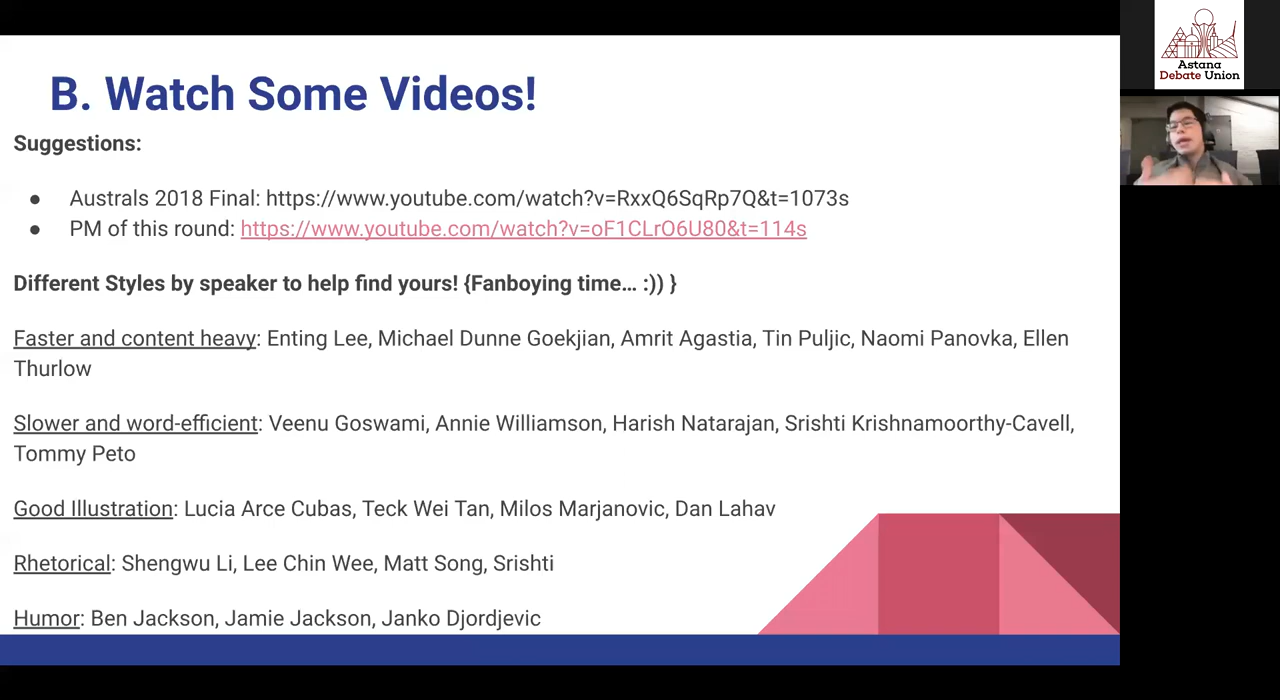 B. Watch Some Videos!
Suggestions:
● Australs 2018 Final: https://www.youtube.com/watch?v=RxxQ6SqRp7Q&t=1073s
● PM of this round: https://www.youtube.com/watch?v=oF1CLrO6U80&t=114s
Different Styles by speaker to help find yours! {Fanboying time… :)) }
Faster and content heavy: Enting Lee, Michael Dunne Goekjian, Amrit Agastia, Tin Puljic, Naomi Panovka, Ellen
Thurlow
Slower and word-efficient: Veenu Goswami, Annie Williamson, Harish Natarajan, Srishti Krishnamoorthy-Cavell,
Tommy Peto
Good Illustration: Lucia Arce Cubas, Teck Wei Tan, Milos Marjanovic, Dan Lahav
Rhetorical: Shengwu Li, Lee Chin Wee, Matt Song, Srishti
Humor: Ben Jackson, Jamie Jackson, Janko Djordjevic
Astana
Debate Union